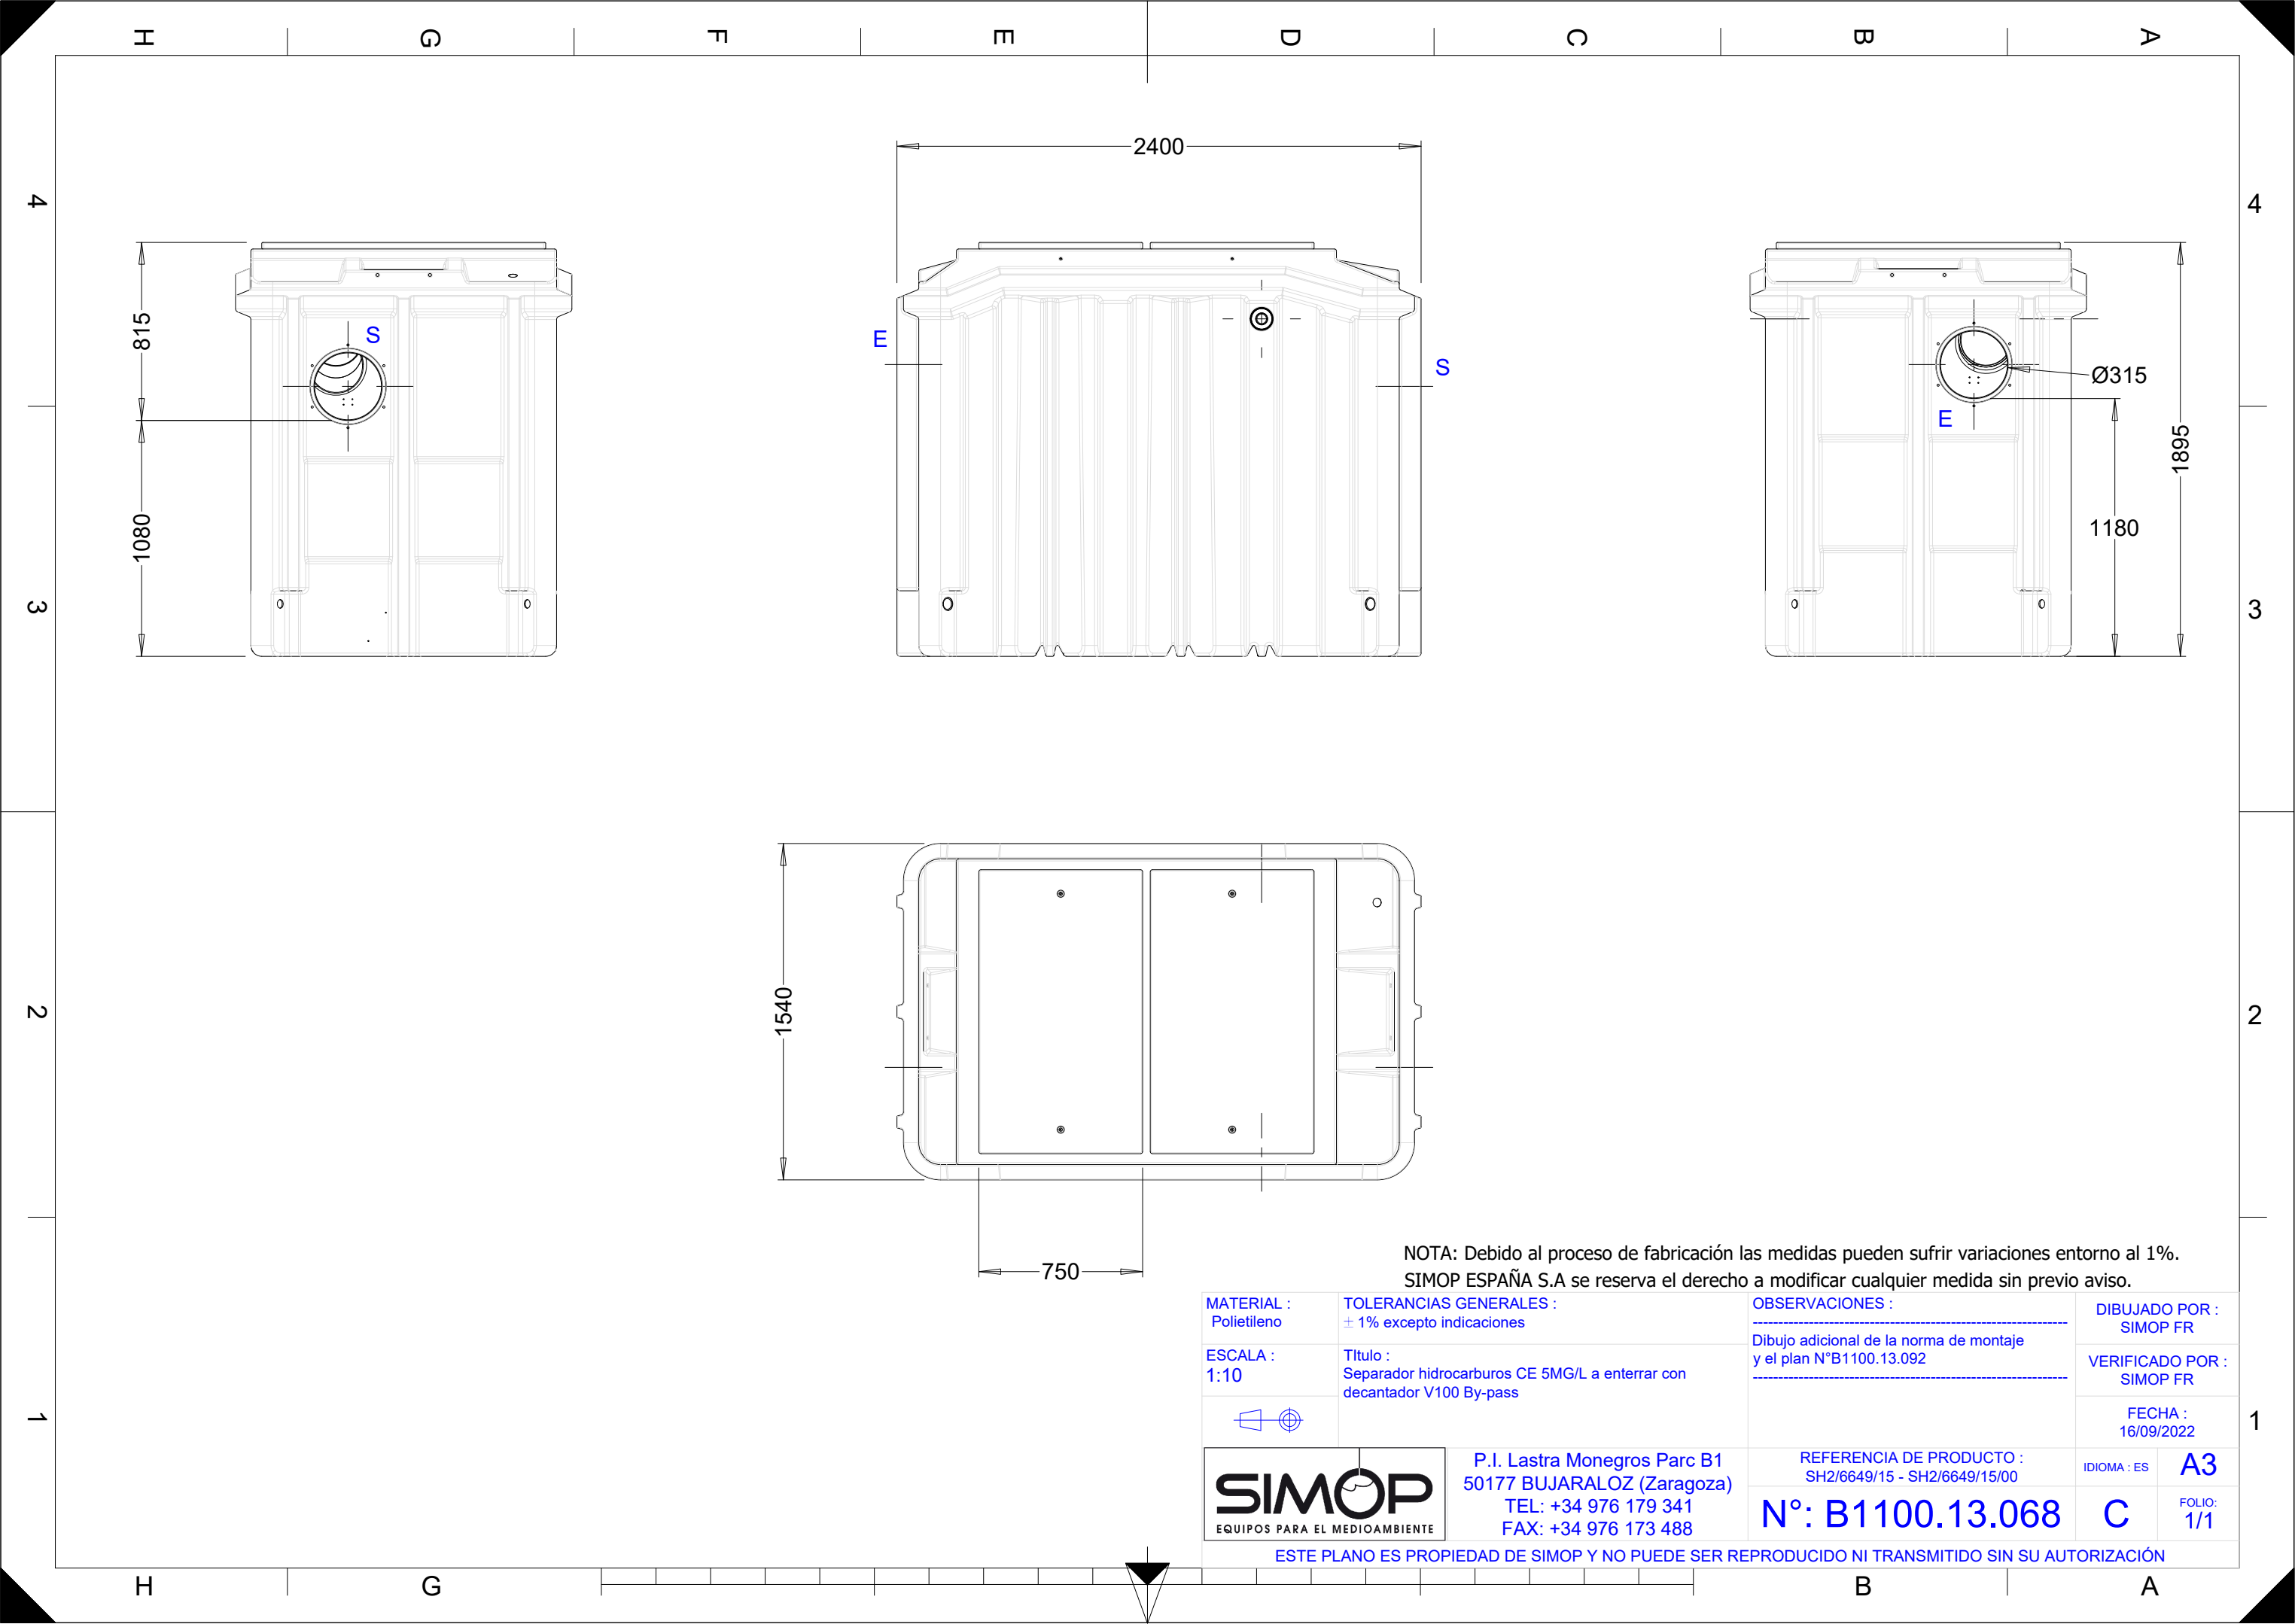 H G F E D C B A
4
4
3
3
2
2
1
1
2400
815
1080
S
E
S
Ø315
E
1895
1180
1540
750
NOTA: Debido al proceso de fabricación las medidas pueden sufrir variaciones entorno al 1%.
SIMOP ESPAÑA S.A se reserva el derecho a modificar cualquier medida sin previo aviso.
MATERIAL :
Polietileno
TOLERANCIAS GENERALES :
± 1% excepto indicaciones
OBSERVACIONES :
Dibujo adicional de la norma de montaje
y el plan N°B1100.13.092
DIBUJADO POR :
SIMOP FR
ESCALA :
1:10
TItulo :
Separador hidrocarburos CE 5MG/L a enterrar con
decantador V100 By-pass
VERIFICADO POR :
SIMOP FR
FECHA :
16/09/2022
SIMOP
EQUIPOS PARA EL MEDIOAMBIENTE
P.I. Lastra Monegros Parc B1
50177 BUJARALOZ (Zaragoza)
TEL: +34 976 179 341
FAX: +34 976 173 488
REFERENCIA DE PRODUCTO :
SH2/6649/15 - SH2/6649/15/00
IDIOMA : ES
A3
N°: B1100.13.068
C
FOLIO:
1/1
ESTE PLANO ES PROPIEDAD DE SIMOP Y NO PUEDE SER REPRODUCIDO NI TRANSMITIDO SIN SU AUTORIZACIÓN
H G B A